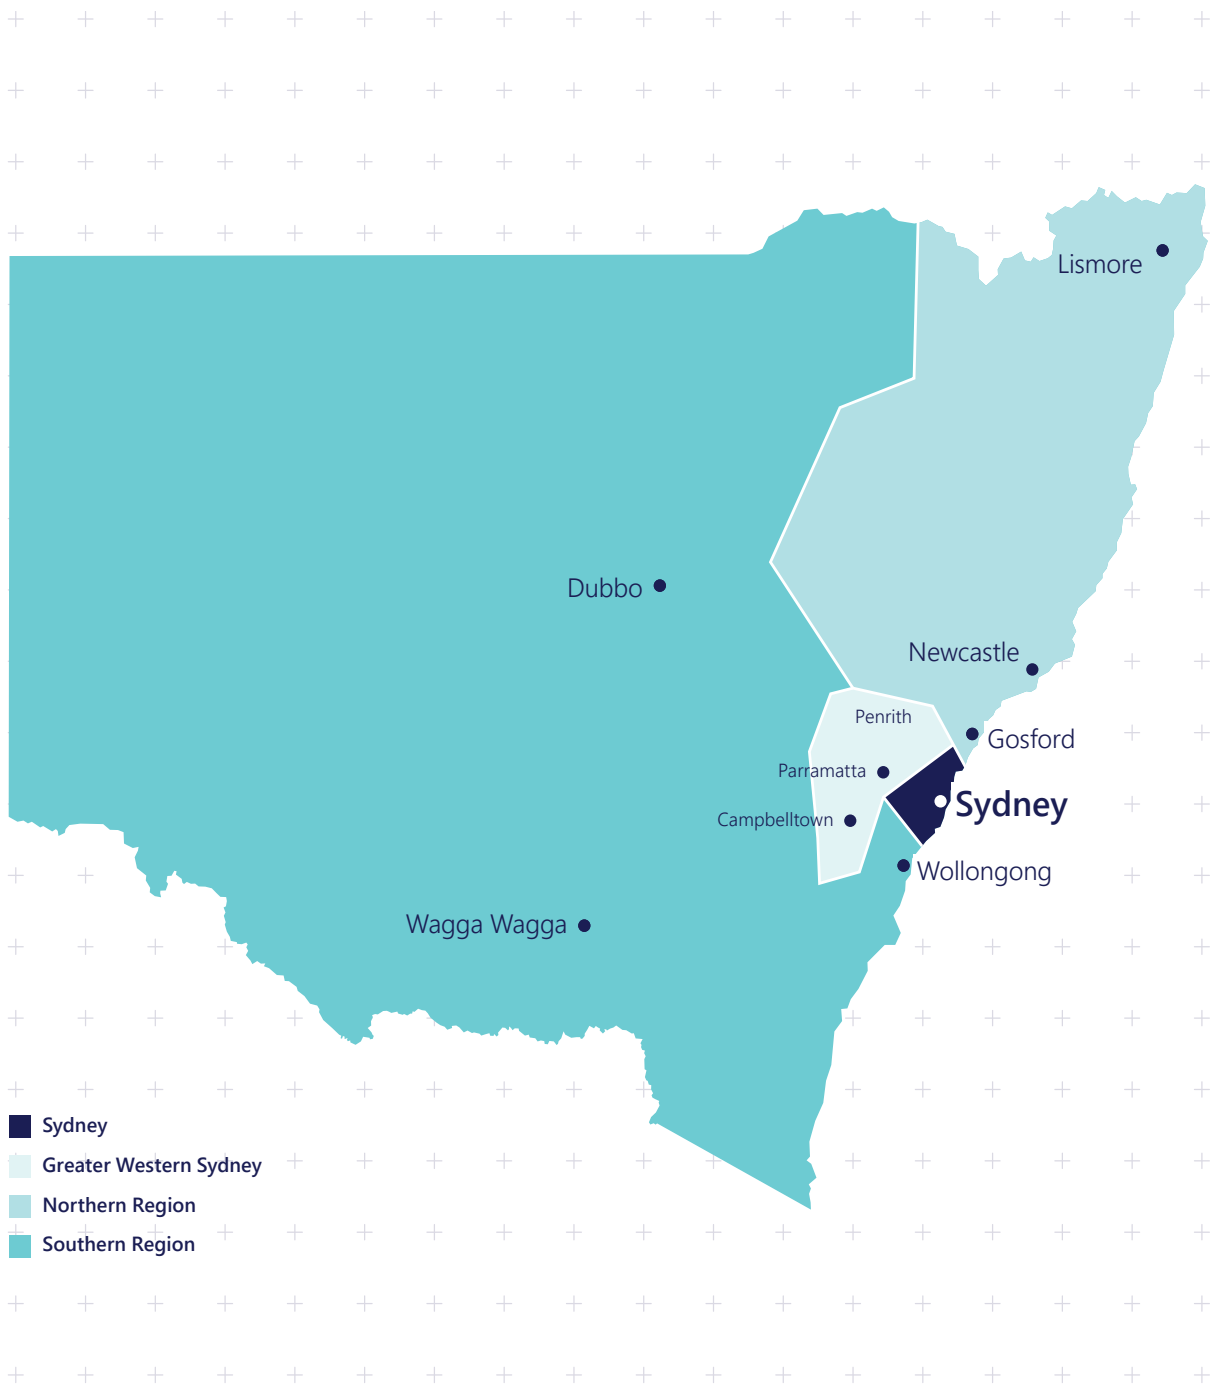 Lismore
Dubbo
Newcastle
Penrith
Gosford
Parramatta
Sydney
Campbelltown
Wollongong
Wagga Wagga
Sydney
Greater Western Sydney
Northern Region
Southern Region